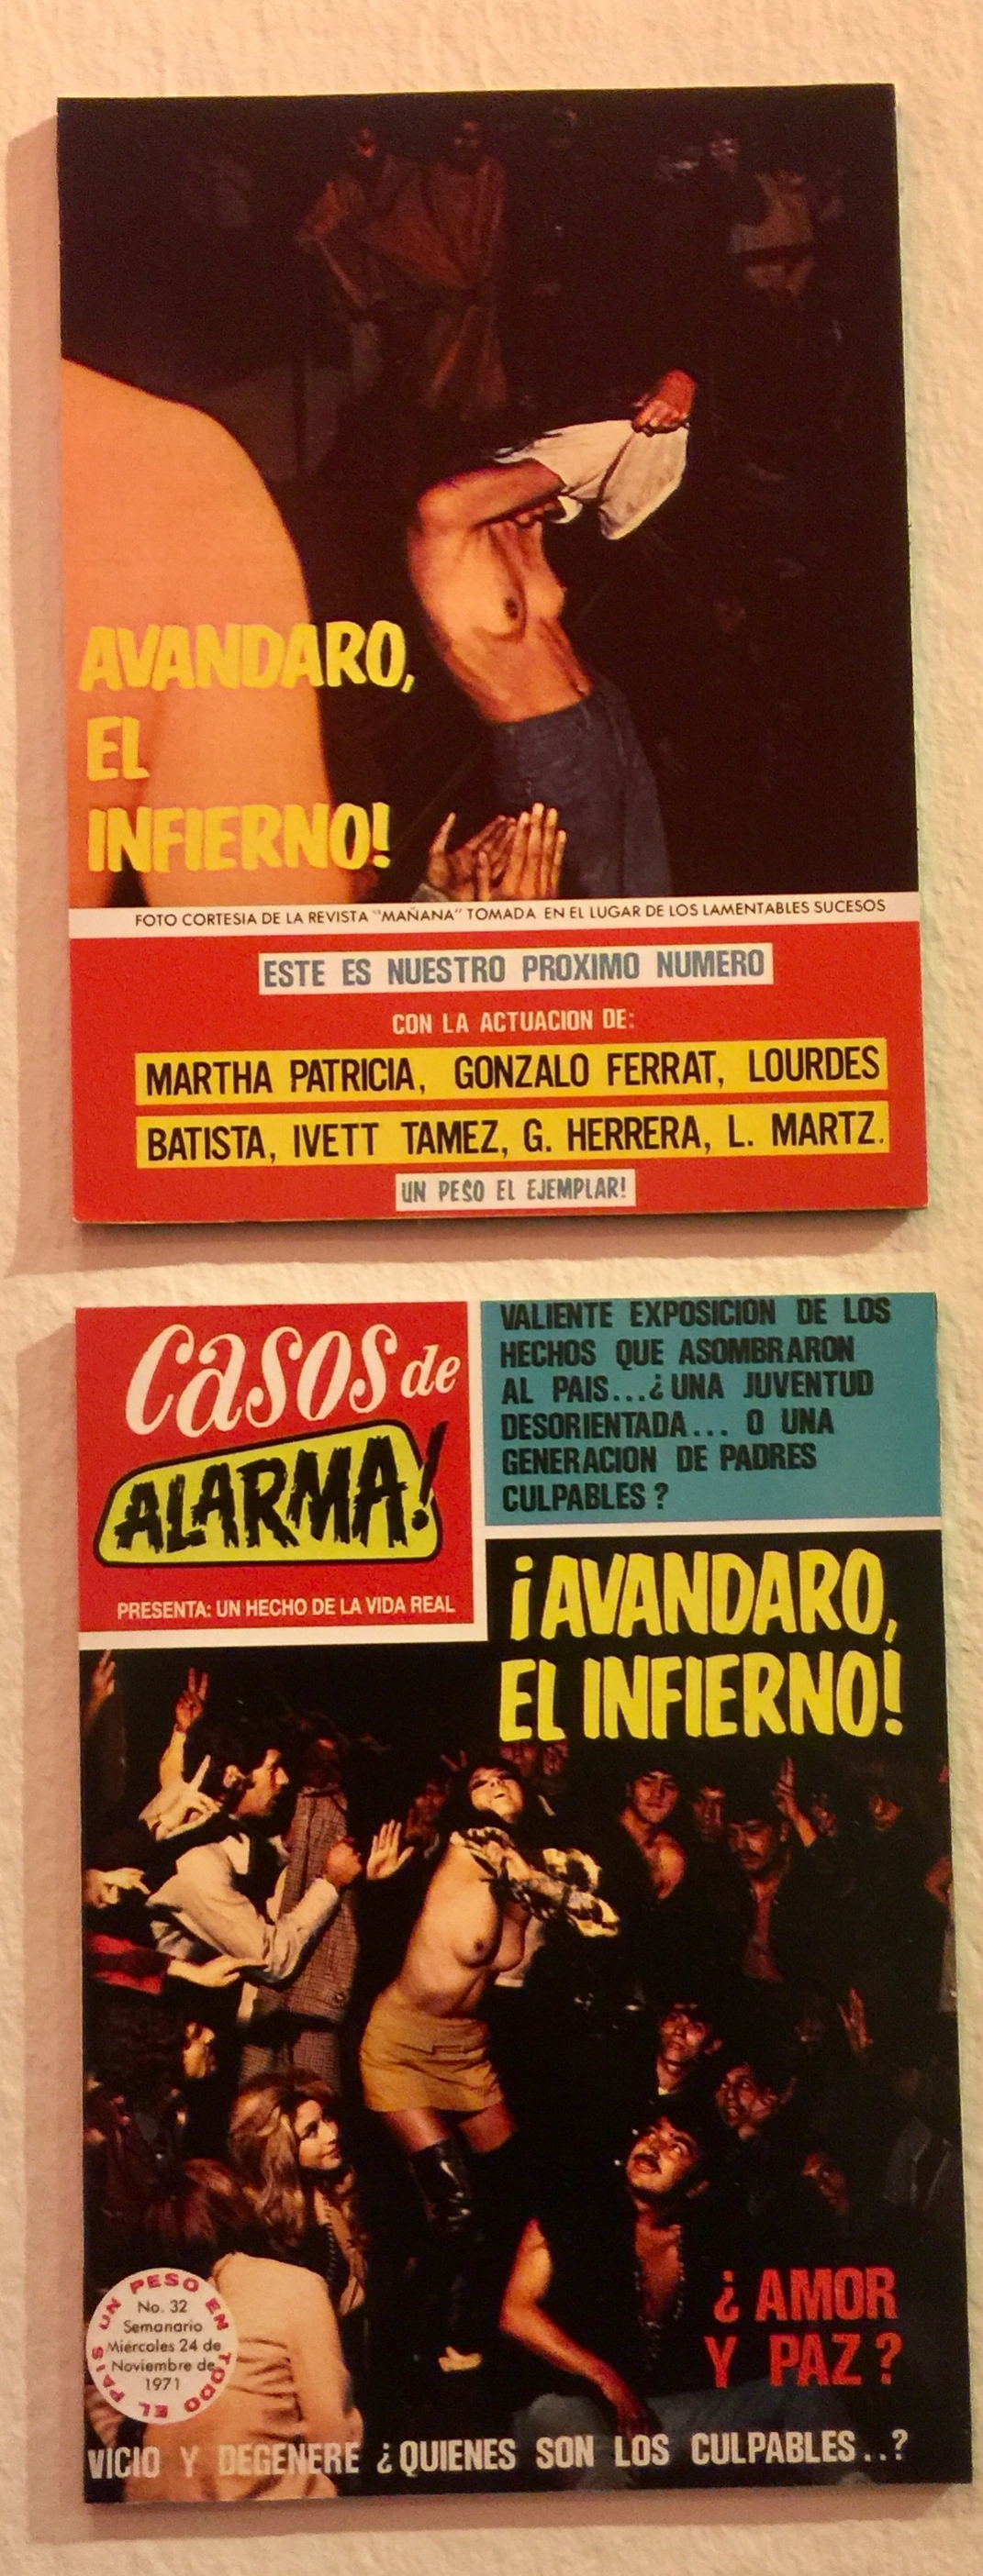 AVANDARO,
EL
INFIERNO!
FOTO CORTESIA DE LA REVISTA "MAÑANA" TOMADA EN EL LUGAR DE LOS LAMENTABLES SUCESOS
ESTE ES NUESTRO PROXIMO NUMERO
CON LA ACTUACION DE:
MARTHA PATRICIA, GONZALO FERRAT, LOURDES
BATISTA, IVETT TAMEZ, G. HERRERA, L. MARTZ.
UN PESO EL EJEMPLAR!
Casos de
ALARMA!
PRESENTA: UN HECHO DE LA VIDA REAL
VALIENTE EXPOSICION DE LOS
HECHOS QUE ASOMBRARON
AL PAIS...¿UNA JUVENTUD
DESORIENTADA... O UNA
GENERACION DE PADRES
CULPABLES?
¡AVANDARO,
EL INFIERNO!
UN PESO EN TODO EL PAIS
No. 32
Semanario
Miércoles 24 de
Noviembre de
1971
¿AMOR
Y PAZ?
VICIO Y DEGENERE ¿QUIENES SON LOS CULPABLES..?